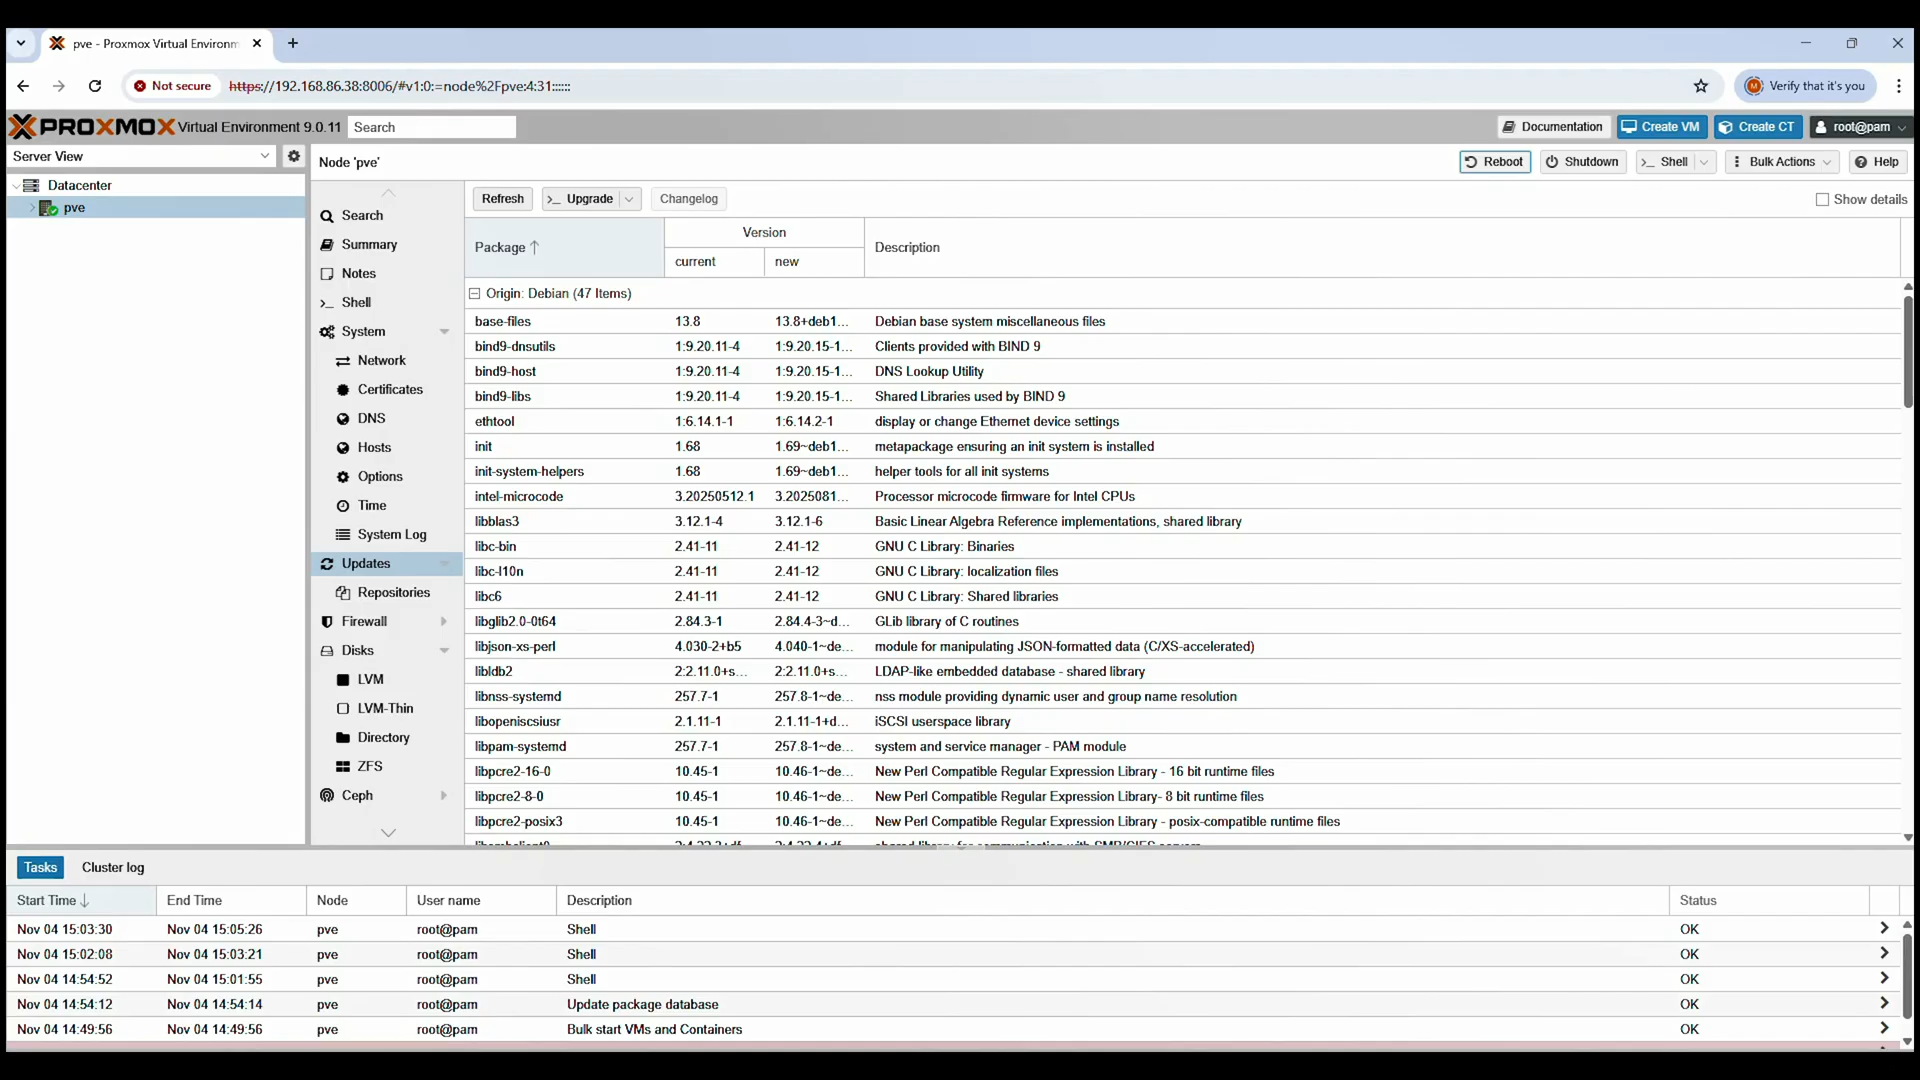 pve - Proxmox Virtual Environm
Not secure https://192.168.86.38:8006/#v1:0:=node%2Fpve:4:31:::::: Verify that it's you
PROXMOX Virtual Environment 9.0.11 Search Documentation Create VM Create CT root@pam
Server View
Node 'pve' Reboot Shutdown >_ Shell Bulk Actions Help
Datacenter
pve
Search
Summary
Notes
>_ Shell
System
Network
Certificates
DNS
Hosts
Options
Time
System Log
Updates
Repositories
Firewall
Disks
LVM
LVM-Thin
Directory
ZFS
Ceph
Refresh >_ Upgrade Changelog Show details
Package Version Description
current new
Origin: Debian (47 Items)
base-files 13.8 13.8+deb1... Debian base system miscellaneous files
bind9-dnsutils 1:9.20.11-4 1:9.20.15-1... Clients provided with BIND 9
bind9-host 1:9.20.11-4 1:9.20.15-1... DNS Lookup Utility
bind9-libs 1:9.20.11-4 1:9.20.15-1... Shared Libraries used by BIND 9
ethtool 1:6.14.1-1 1:6.14.2-1 display or change Ethernet device settings
init 1.68 1.69~deb1... metapackage ensuring an init system is installed
init-system-helpers 1.68 1.69~deb1... helper tools for all init systems
intel-microcode 3.20250512.1 3.2025081... Processor microcode firmware for Intel CPUs
libblas3 3.12.1-4 3.12.1-6 Basic Linear Algebra Reference implementations, shared library
libc-bin 2.41-11 2.41-12 GNU C Library: Binaries
libc-l10n 2.41-11 2.41-12 GNU C Library: localization files
libc6 2.41-11 2.41-12 GNU C Library: Shared libraries
libglib2.0-0t64 2.84.3-1 2.84.4-3~d... GLib library of C routines
libjson-xs-perl 4.030-2+b5 4.040-1~de... module for manipulating JSON-formatted data (C/XS-accelerated)
libldb2 2:2.11.0+s... 2:2.11.0+s... LDAP-like embedded database - shared library
libnss-systemd 257.7-1 257.8-1~de... nss module providing dynamic user and group name resolution
libopeniscsiusr 2.1.11-1 2.1.11-1+d... iSCSI userspace library
libpam-systemd 257.7-1 257.8-1~de... system and service manager - PAM module
libpcre2-16-0 10.45-1 10.46-1~de... New Perl Compatible Regular Expression Library - 16 bit runtime files
libpcre2-8-0 10.45-1 10.46-1~de... New Perl Compatible Regular Expression Library- 8 bit runtime files
libpcre2-posix3 10.45-1 10.46-1~de... New Perl Compatible Regular Expression Library - posix-compatible runtime files
Tasks Cluster log
Start Time End Time Node User name Description Status
Nov 04 15:03:30 Nov 04 15:05:26 pve root@pam Shell OK
Nov 04 15:02:08 Nov 04 15:03:21 pve root@pam Shell OK
Nov 04 14:54:52 Nov 04 15:01:55 pve root@pam Shell OK
Nov 04 14:54:12 Nov 04 14:54:14 pve root@pam Update package database OK
Nov 04 14:49:56 Nov 04 14:49:56 pve root@pam Bulk start VMs and Containers OK